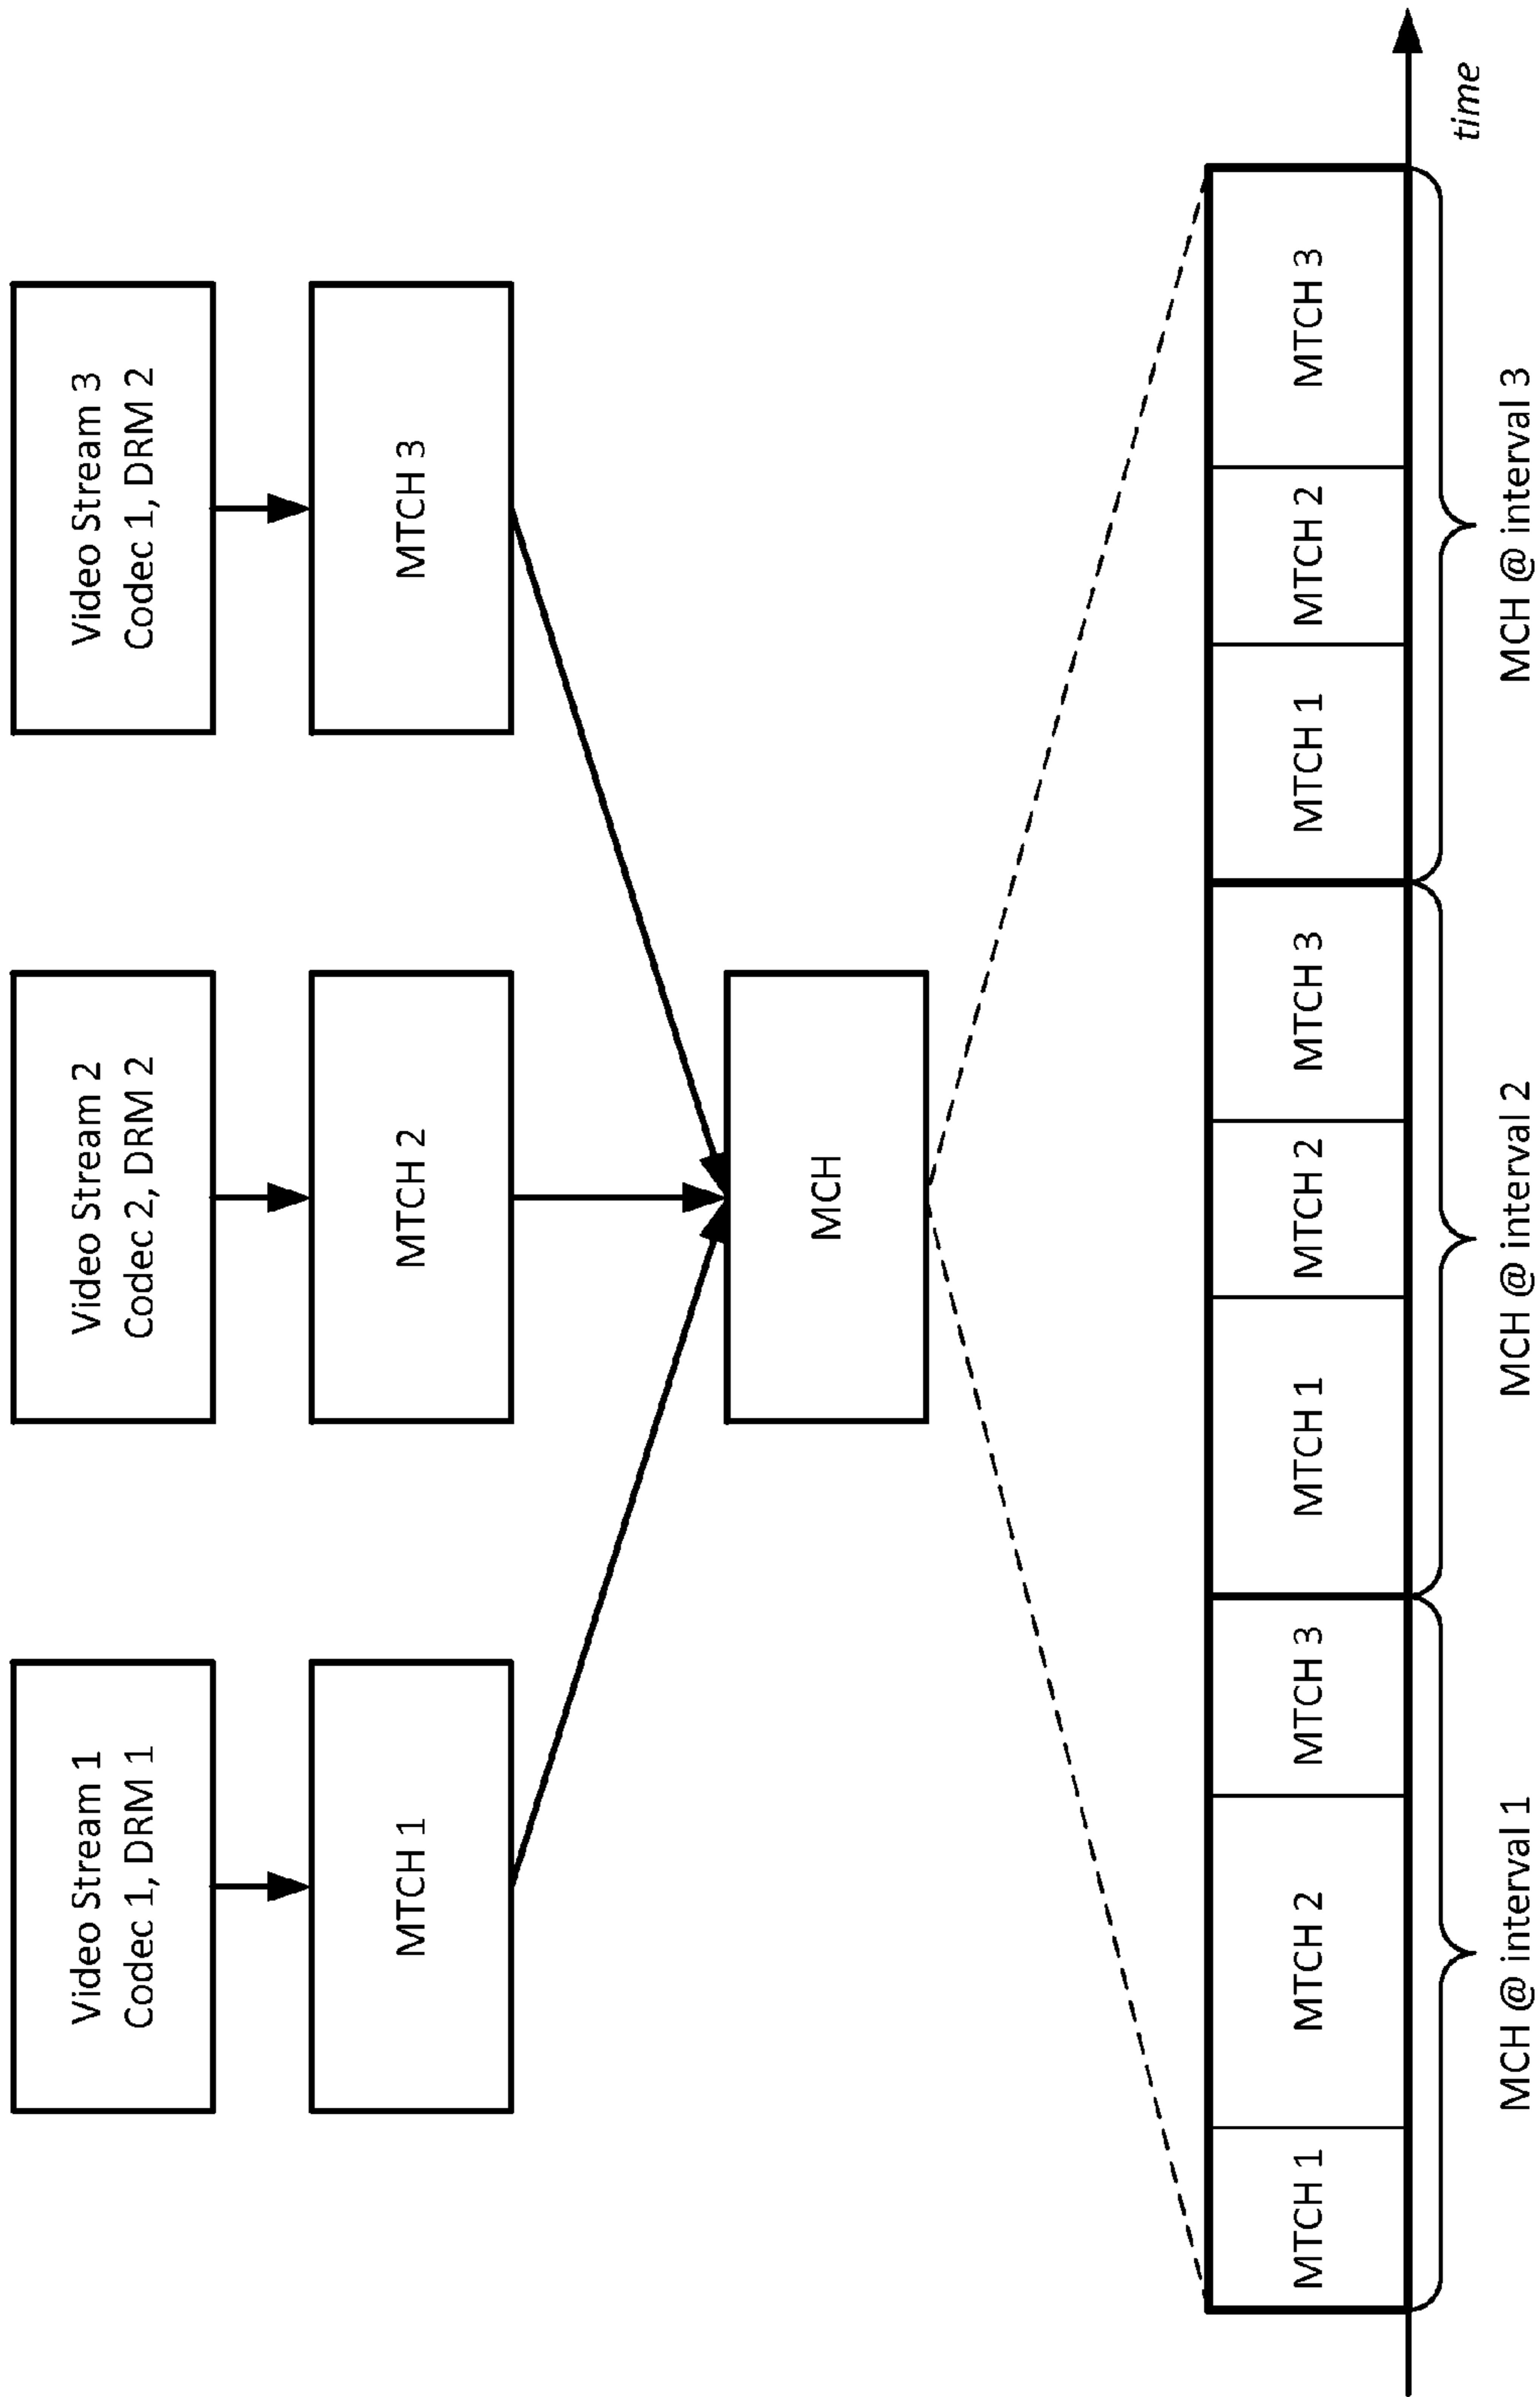 Video Stream 1
Codec 1, DRM 1
Video Stream 2
Codec 2, DRM 2
Video Stream 3
Codec 1, DRM 2
MTCH 1
MTCH 2
MTCH 3
MCH
MTCH 1
MTCH 2
MTCH 3
MTCH 1
MTCH 2
MTCH 3
MTCH 1
MTCH 2
MTCH 3
time
MCH @ interval 1
MCH @ interval 2
MCH @ interval 3